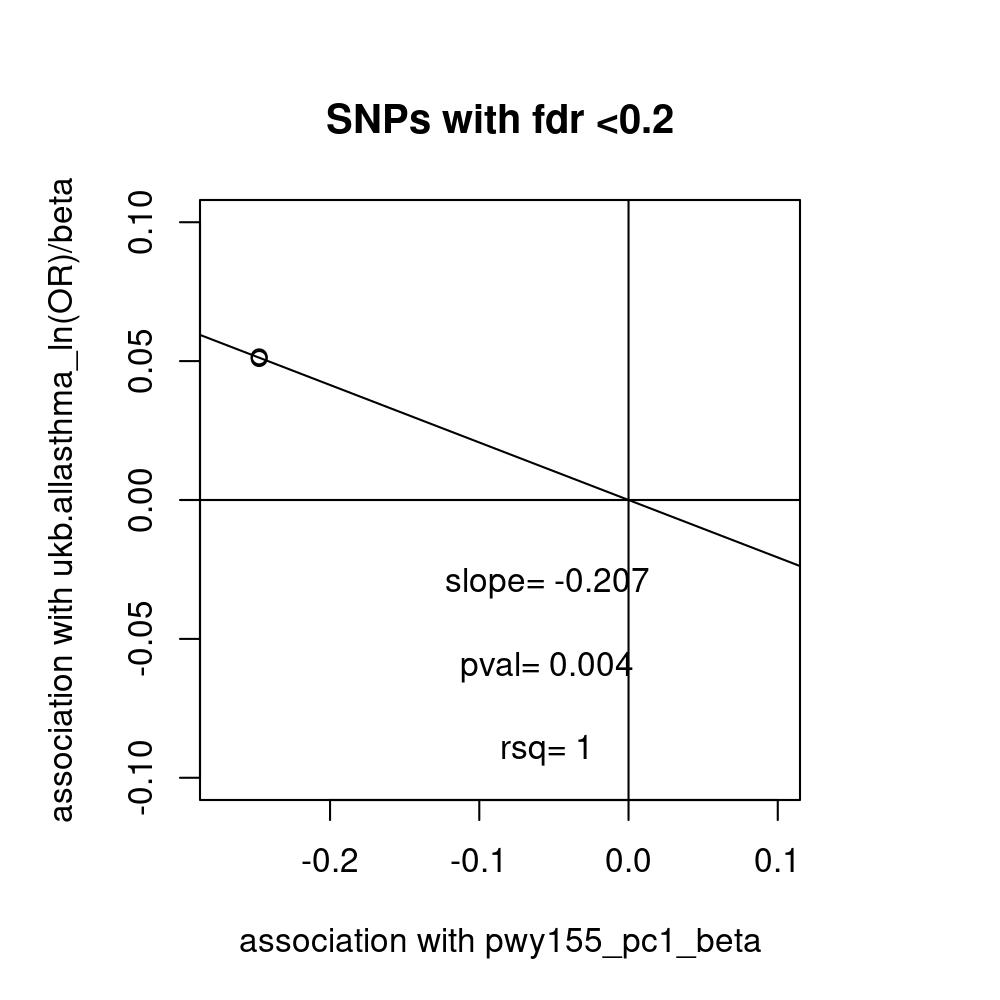 SNPs with fdr <0.2
association with ukb.allasthma_ln(OR)/beta
0.10
0.05
0.00
-0.05
-0.10
slope= -0.207
pval= 0.004
rsq= 1
-0.2
-0.1
0.0
0.1
association with pwy155_pc1_beta